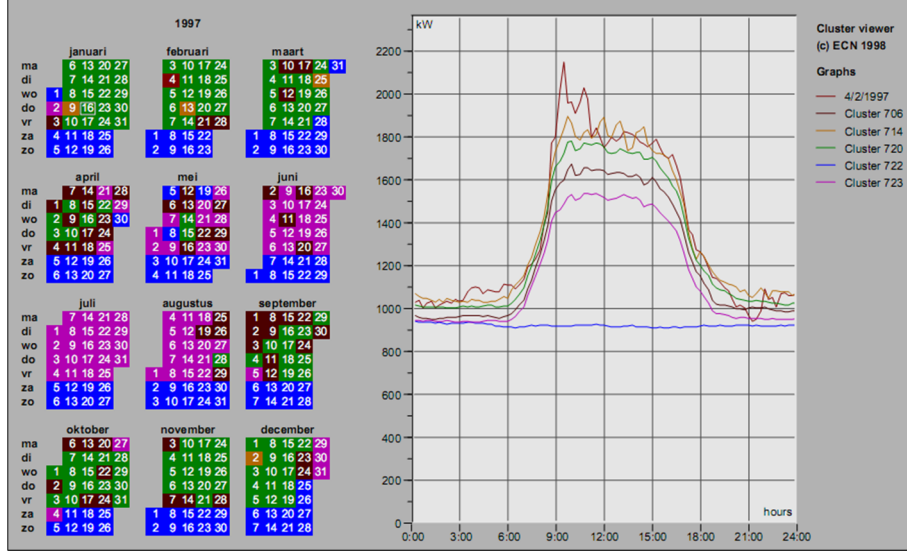 1997
januari februari maart
ma 6 13 20 27 3 10 17 24 3 10 17 24 31
di 7 14 21 28 4 11 18 25 4 11 18 25
wo 1 8 15 22 29 5 12 19 26 5 12 19 26
do 2 9 16 23 30 6 13 20 27 6 13 20 27
vr 3 10 17 24 31 7 14 21 28 7 14 21 28
za 4 11 18 25 1 8 15 22 1 8 15 22 29
zo 5 12 19 26 2 9 16 23 2 9 16 23 30
april mei juni
ma 7 14 21 28 5 12 19 26 2 9 16 23 30
di 1 8 15 22 29 6 13 20 27 3 10 17 24
wo 2 9 16 23 30 7 14 21 28 4 11 18 25
do 3 10 17 24 1 8 15 22 29 5 12 19 26
vr 4 11 18 25 2 9 16 23 30 6 13 20 27
za 5 12 19 26 3 10 17 24 31 7 14 21 28
zo 6 13 20 27 4 11 18 25 1 8 15 22 29
juli augustus september
ma 7 14 21 28 4 11 18 25 1 8 15 22 29
di 1 8 15 22 29 5 12 19 26 2 9 16 23 30
wo 2 9 16 23 30 6 13 20 27 3 10 17 24
do 3 10 17 24 31 7 14 21 28 4 11 18 25
vr 4 11 18 25 1 8 15 22 29 5 12 19 26
za 5 12 19 26 2 9 16 23 30 6 13 20 27
zo 6 13 20 27 3 10 17 24 31 7 14 21 28
oktober november december
ma 6 13 20 27 3 10 17 24 1 8 15 22 29
di 7 14 21 28 4 11 18 25 2 9 16 23 30
wo 1 8 15 22 29 5 12 19 26 3 10 17 24 31
do 2 9 16 23 30 6 13 20 27 4 11 18 25
vr 3 10 17 24 31 7 14 21 28 5 12 19 26
za 4 11 18 25 1 8 15 22 29 6 13 20 27
zo 5 12 19 26 2 9 16 23 30 7 14 21 28
kW
2200
2000
1800
1600
1400
1200
1000
800
600
400
200
0
hours
0:00 3:00 6:00 9:00 12:00 15:00 18:00 21:00 24:00
Cluster viewer
(c) ECN 1998
Graphs
4/2/1997
Cluster 706
Cluster 714
Cluster 720
Cluster 722
Cluster 723